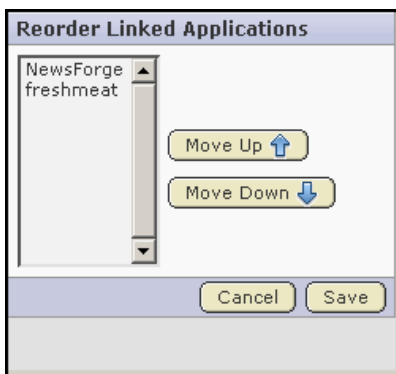 Reorder Linked Applications
NewsForge
freshmeat
Move Up
Move Down
Cancel
Save